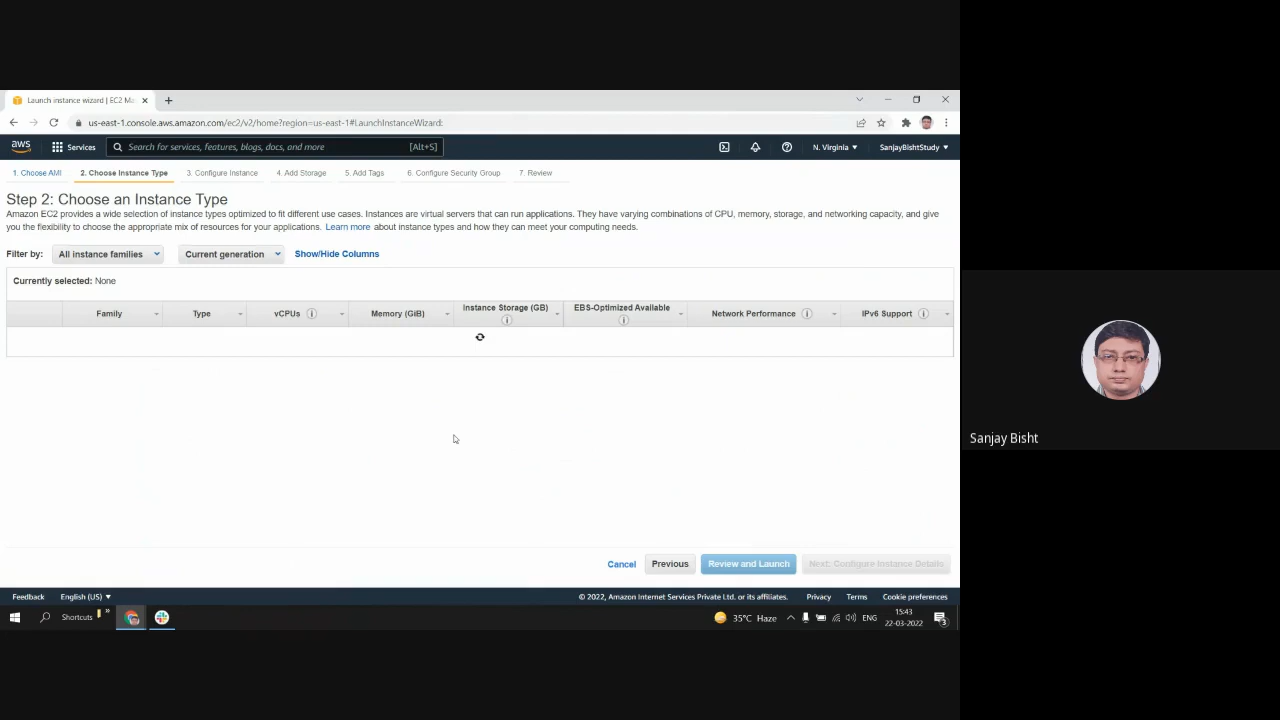 Launch instance wizard | EC2 Ma
us-east-1.console.aws.amazon.com/ec2/v2/home?region=us-east-1#LaunchInstanceWizard:
aws Services Search for services, features, blogs, docs, and more [Alt+S] N. Virginia SanjayBishtStudy
1. Choose AMI 2. Choose Instance Type 3. Configure Instance 4. Add Storage 5. Add Tags 6. Configure Security Group 7. Review
Step 2: Choose an Instance Type
Amazon EC2 provides a wide selection of instance types optimized to fit different use cases. Instances are virtual servers that can run applications. They have varying combinations of CPU, memory, storage, and networking capacity, and give
you the flexibility to choose the appropriate mix of resources for your applications. Learn more about instance types and how they can meet your computing needs.
Filter by: All instance families Current generation Show/Hide Columns
Currently selected: None
Family Type vCPUs Memory (GiB) Instance Storage (GB) EBS-Optimized Available Network Performance IPv6 Support
Sanjay Bisht
Cancel Previous Review and Launch Next: Configure Instance Details
Feedback English (US) © 2022, Amazon Internet Services Private Ltd. or its affiliates. Privacy Terms Cookie preferences
Shortcuts » 35°C Haze ENG 15:43
22-03-2022 3